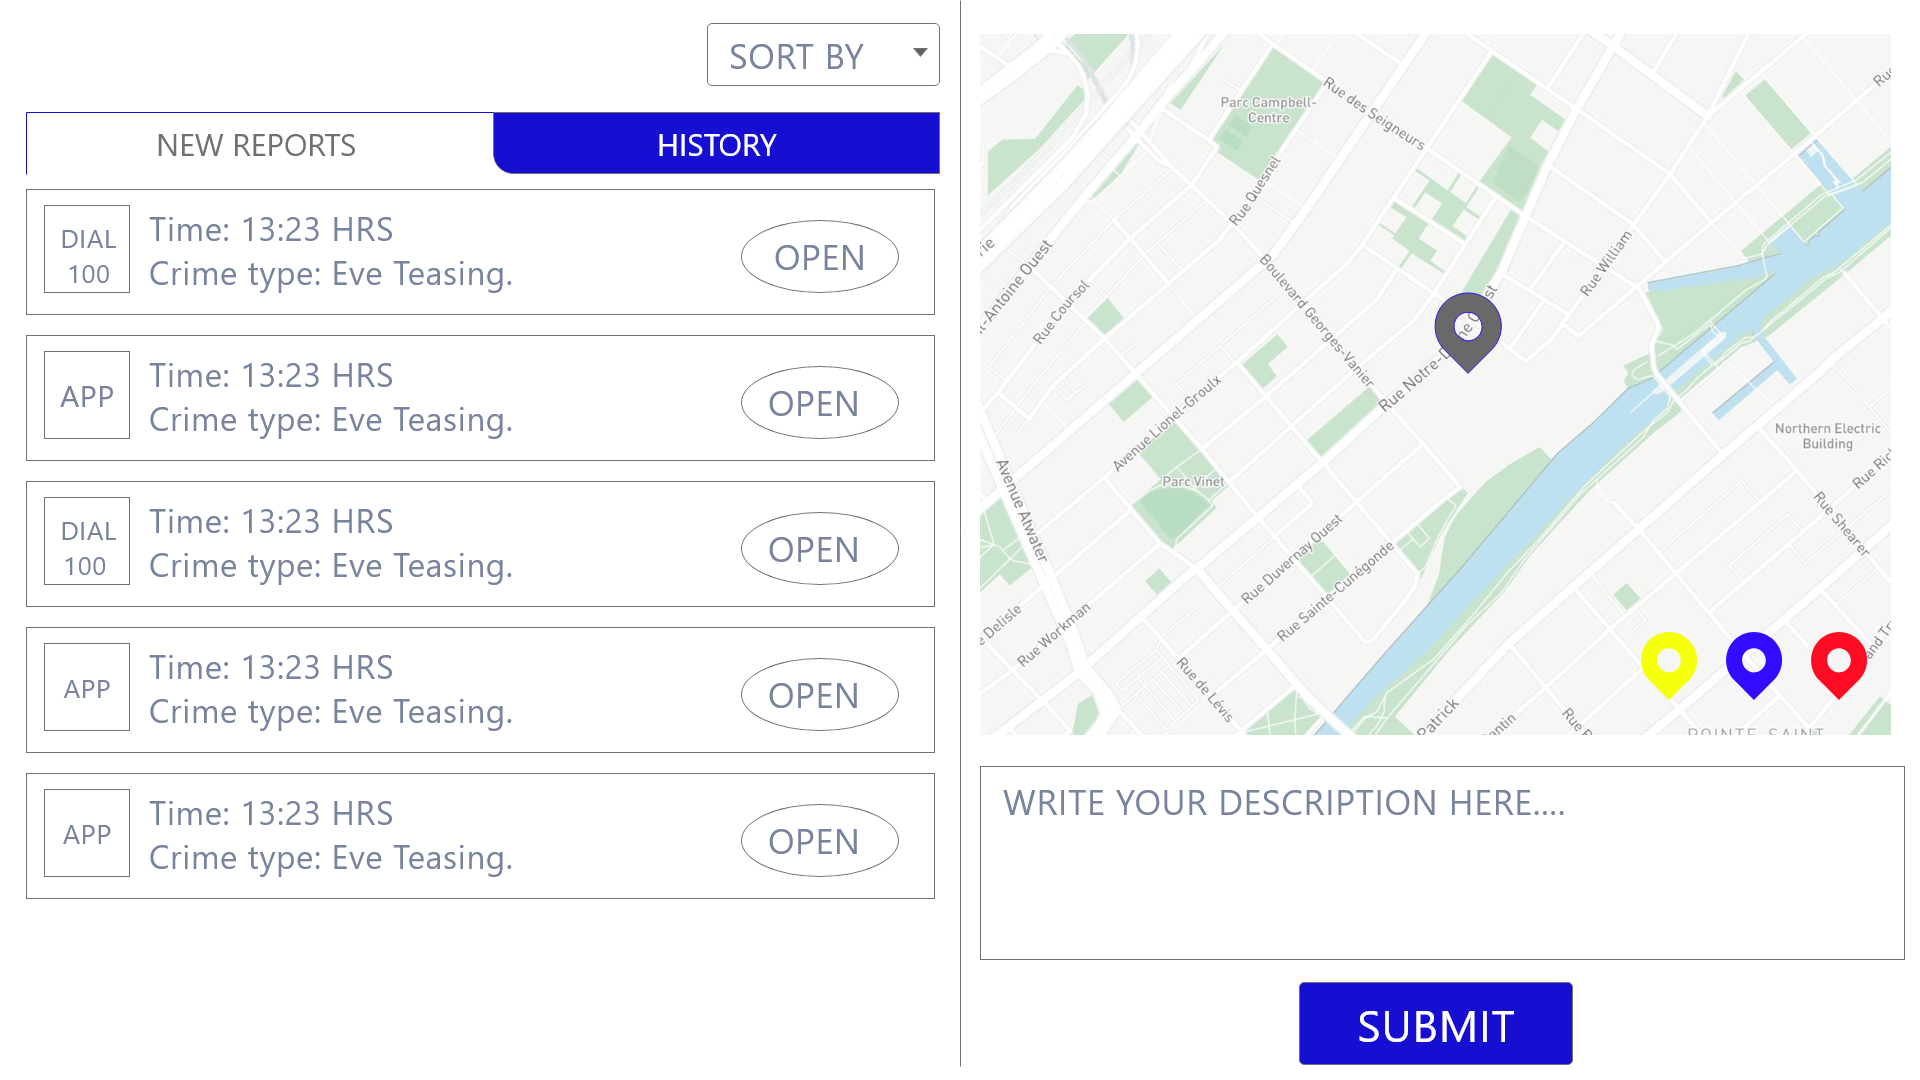 SORT BY
NEW REPORTS
HISTORY
DIAL
100
Time: 13:23 HRS
Crime type: Eve Teasing.
OPEN
APP
Time: 13:23 HRS
Crime type: Eve Teasing.
OPEN
DIAL
100
Time: 13:23 HRS
Crime type: Eve Teasing.
OPEN
APP
Time: 13:23 HRS
Crime type: Eve Teasing.
OPEN
APP
Time: 13:23 HRS
Crime type: Eve Teasing.
OPEN
Parc Campbell-
Centre
Rue des Seigneurs
Rue
Rue Quesnel
Rue William
Boulevard Georges-Vanier
-Antoine Ouest
Rue Coursol
Rue Notre-
Avenue Lionel-Groulx
Northern Electric
Building
Parc Vinet
Avenue Atwater
Rue Shearer
Rue Duvernay Ouest
Rue Sainte-Cunégonde
Delisle
Rue Workman
Rue de Lévis
Patrick
Rue
POINTE-SAINT
WRITE YOUR DESCRIPTION HERE....
SUBMIT